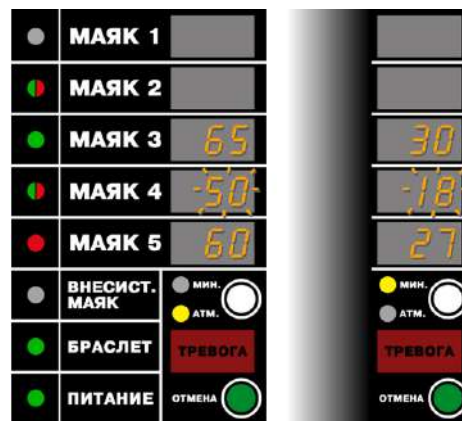 МАЯК 1
МАЯК 2
МАЯК 3 65 30
МАЯК 4 -50- -18-
МАЯК 5 60 27
ВНЕСИСТ. МАЯК
МИН. МИН.
АТМ. АТМ.
БРАСЛЕТ ТРЕВОГА ТРЕВОГА
ПИТАНИЕ ОТМЕНА ОТМЕНА